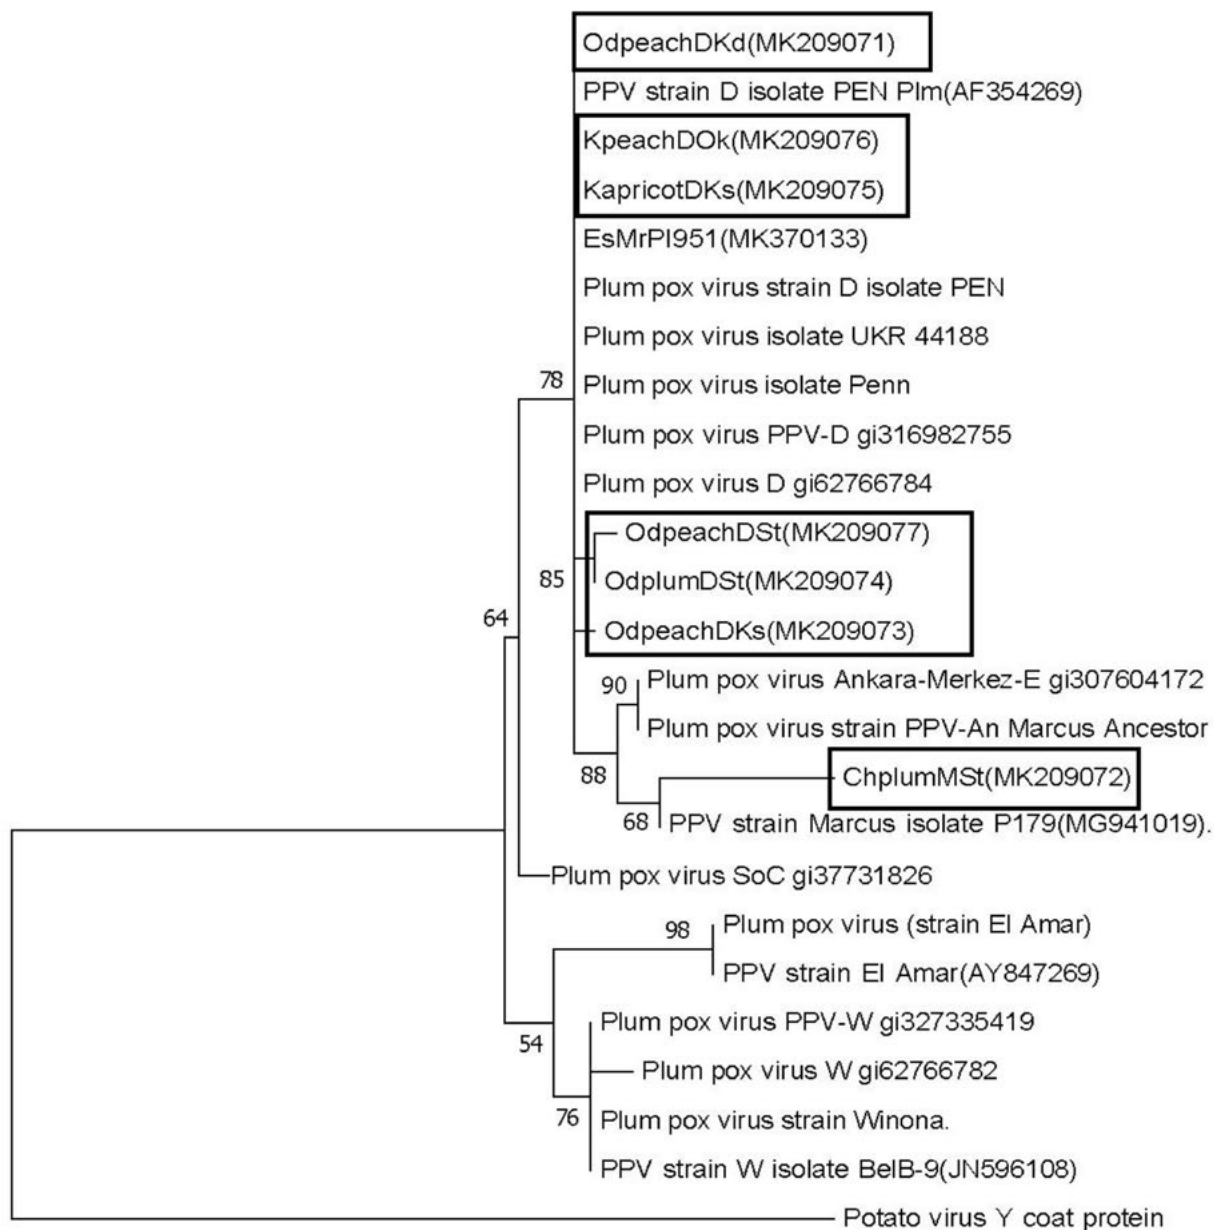 OdpeachDKd(MK209071)
PPV strain D isolate PEN Plm(AF354269)
KpeachDOk(MK209076)
KapricotDKs(MK209075)
EsMrPl951(MK370133)
Plum pox virus strain D isolate PEN
Plum pox virus isolate UKR 44188
78
Plum pox virus isolate Penn
Plum pox virus PPV-D gi316982755
Plum pox virus D gi62766784
OdpeachDSt(MK209077)
85
OdplumDSt(MK209074)
64
OdpeachDKs(MK209073)
90
Plum pox virus Ankara-Merkez-E gi307604172
Plum pox virus strain PPV-An Marcus Ancestor
88
ChplumMSt(MK209072)
68
PPV strain Marcus isolate P179(MG941019).
Plum pox virus SoC gi37731826
98
Plum pox virus (strain El Amar)
PPV strain El Amar(AY847269)
Plum pox virus PPV-W gi327335419
54
Plum pox virus W gi62766782
76
Plum pox virus strain Winona.
PPV strain W isolate BelB-9(JN596108)
Potato virus Y coat protein